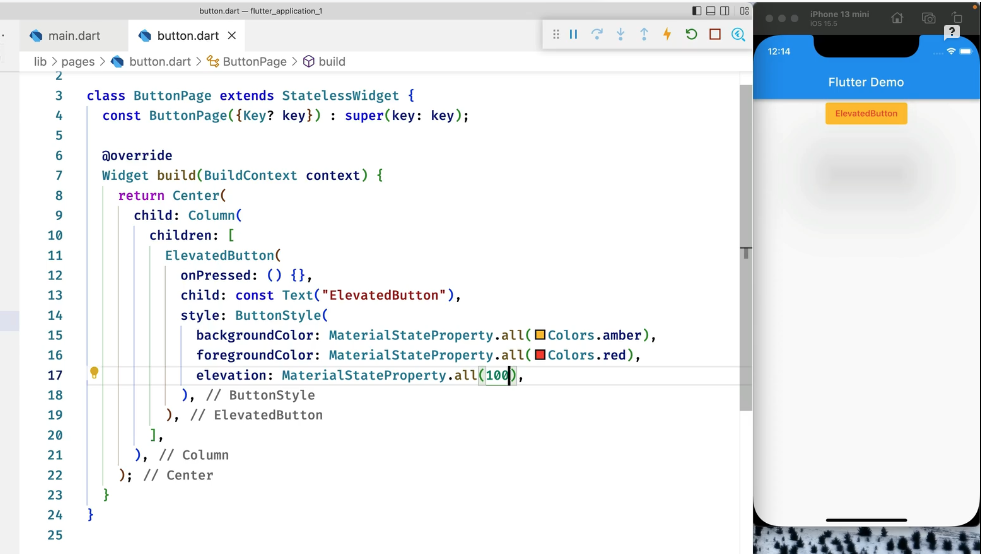 button.dart — flutter_application_1
main.dart
button.dart
iPhone 13 mini
iOS 15.5
?
lib > pages > button.dart > ButtonPage > build
12:14
Flutter Demo
ElevatedButton
2
3 class ButtonPage extends StatelessWidget {
4 const ButtonPage({Key? key}) : super(key: key);
5
6 @override
7 Widget build(BuildContext context) {
8 return Center(
9 child: Column(
10 children: [
11 ElevatedButton(
12 onPressed: () {},
13 child: const Text("ElevatedButton"),
14 style: ButtonStyle(
15 backgroundColor: MaterialStateProperty.all(Colors.amber),
16 foregroundColor: MaterialStateProperty.all(Colors.red),
17 elevation: MaterialStateProperty.all(100),
18 ), // ButtonStyle
19 ), // ElevatedButton
20 ],
21 ), // Column
22 ); // Center
23 }
24 }
25